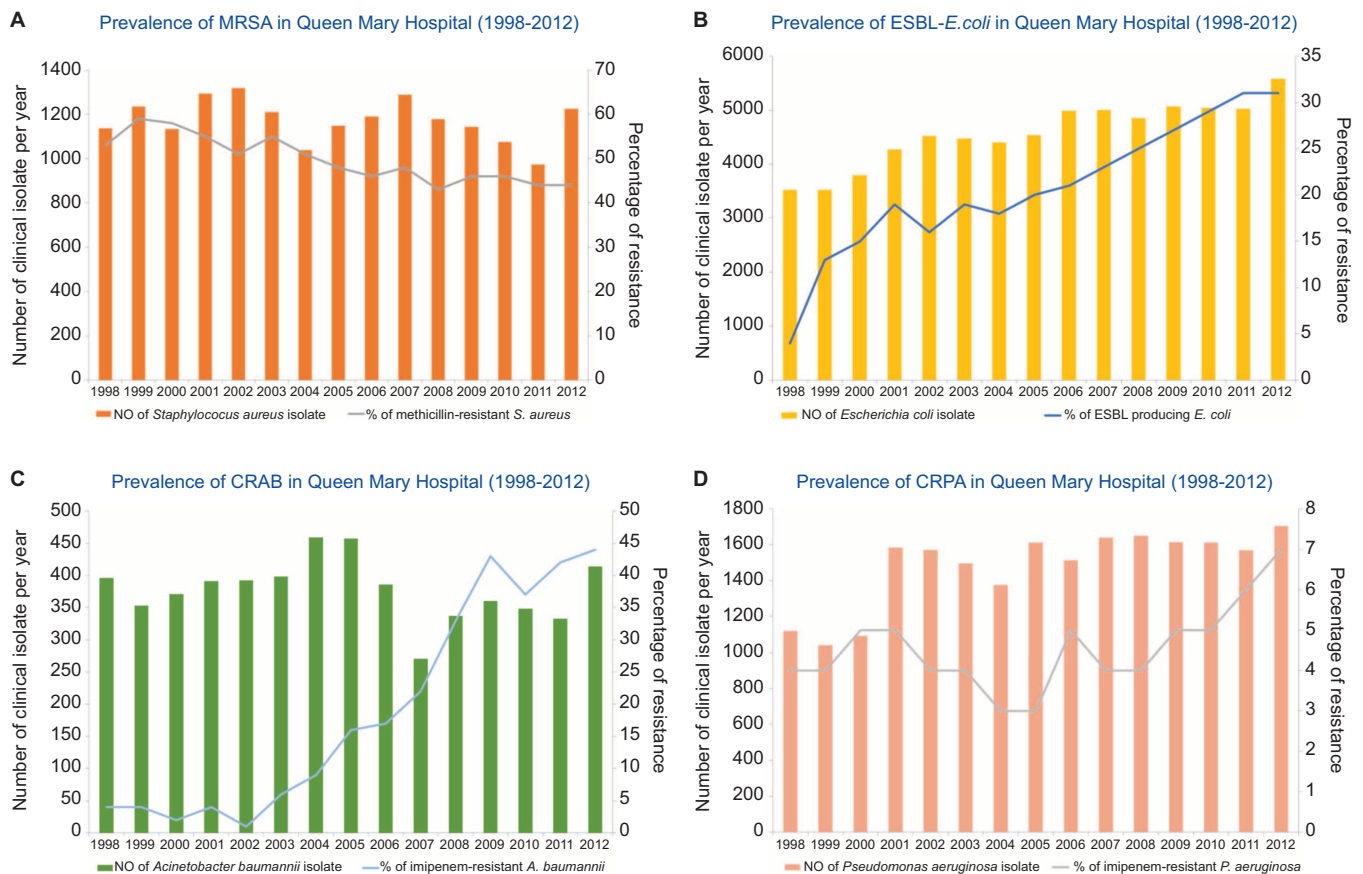 A
Prevalence of MRSA in Queen Mary Hospital (1998-2012)
Number of clinical isolate per year
1400
1200
1000
800
600
400
200
0
70
60
50
40
30
20
10
0
Percentage of resistance
1998 1999 2000 2001 2002 2003 2004 2005 2006 2007 2008 2009 2010 2011 2012
NO of Staphylococus aureus isolate
% of methicillin-resistant S. aureus
B
Prevalence of ESBL-E.coli in Queen Mary Hospital (1998-2012)
Number of clinical isolate per year
6000
5000
4000
3000
2000
1000
0
35
30
25
20
15
10
5
0
Percentage of resistance
1998 1999 2000 2001 2002 2003 2004 2005 2006 2007 2008 2009 2010 2011 2012
NO of Escherichia coli isolate
% of ESBL producing E. coli
C
Prevalence of CRAB in Queen Mary Hospital (1998-2012)
Number of clinical isolate per year
500
450
400
350
300
250
200
150
100
50
0
50
45
40
35
30
25
20
15
10
5
0
Percentage of resistance
1998 1999 2000 2001 2002 2003 2004 2005 2006 2007 2008 2009 2010 2011 2012
NO of Acinetobacter baumannii isolate
% of imipenem-resistant A. baumannii
D
Prevalence of CRPA in Queen Mary Hospital (1998-2012)
Number of clinical isolate per year
1800
1600
1400
1200
1000
800
600
400
200
0
8
7
6
5
4
3
2
1
0
Percentage of resistance
1998 1999 2000 2001 2002 2003 2004 2005 2006 2007 2008 2009 2010 2011 2012
NO of Pseudomonas aeruginosa isolate
% of imipenem-resistant P. aeruginosa